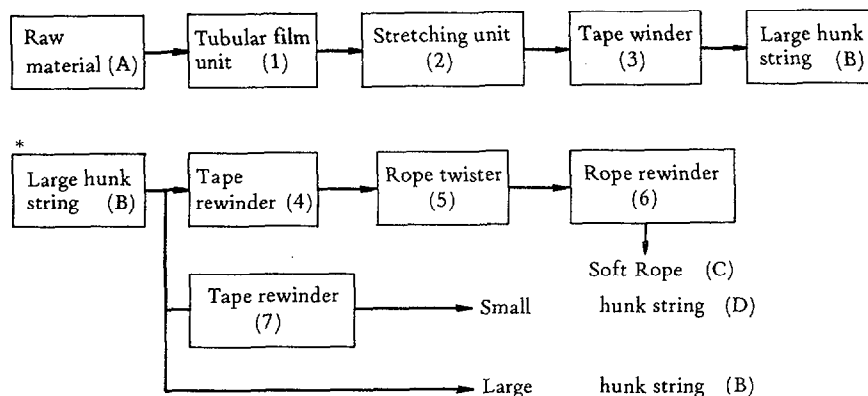 Raw
material (A)
Tubular film
unit (1)
Stretching unit
(2)
Tape winder
(3)
Large hunk
string (B)
*
Large hunk
string (B)
Tape
rewinder (4)
Rope twister
(5)
Rope rewinder
(6)
Soft Rope (C)
Tape rewinder
(7)
Small hunk string (D)
Large hunk string (B)